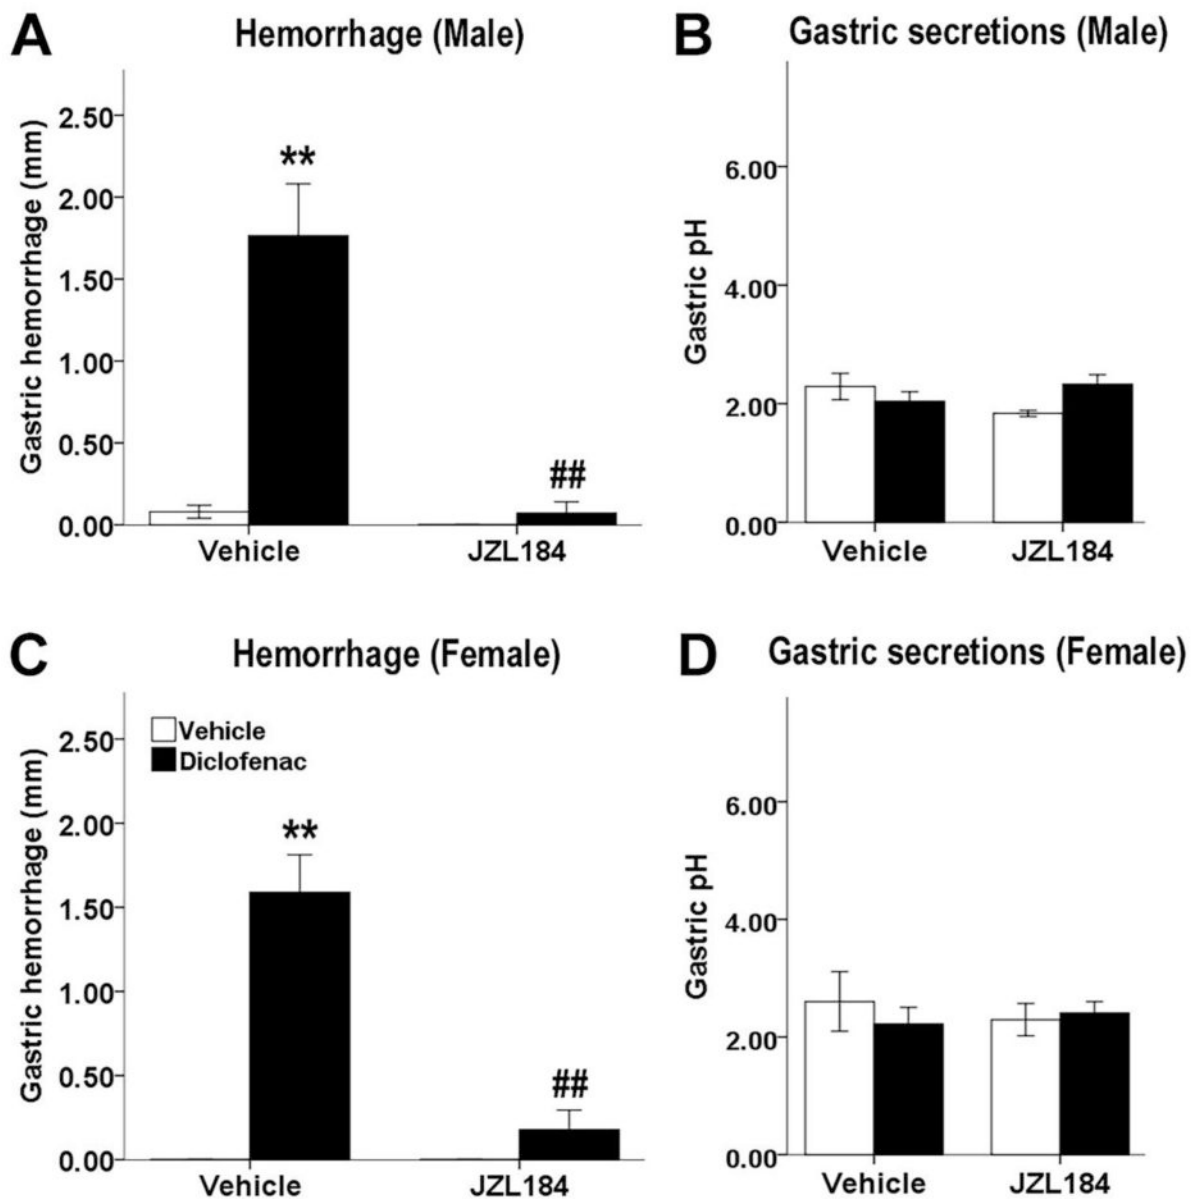 A
Hemorrhage (Male)
Gastric hemorrhage (mm)
2.50
2.00
1.50
1.00
0.50
0.00
**
##
Vehicle
JZL184
B
Gastric secretions (Male)
Gastric pH
6.00
4.00
2.00
0.00
Vehicle
JZL184
C
Hemorrhage (Female)
Gastric hemorrhage (mm)
Vehicle
Diclofenac
2.50
2.00
1.50
1.00
0.50
0.00
**
##
Vehicle
JZL184
D
Gastric secretions (Female)
Gastric pH
6.00
4.00
2.00
0.00
Vehicle
JZL184